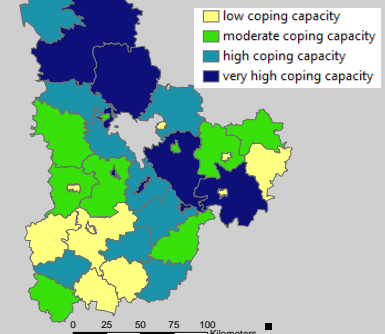 low coping capacity
moderate coping capacity
high coping capacity
very high coping capacity
0 25 50 75 100
Kilometers